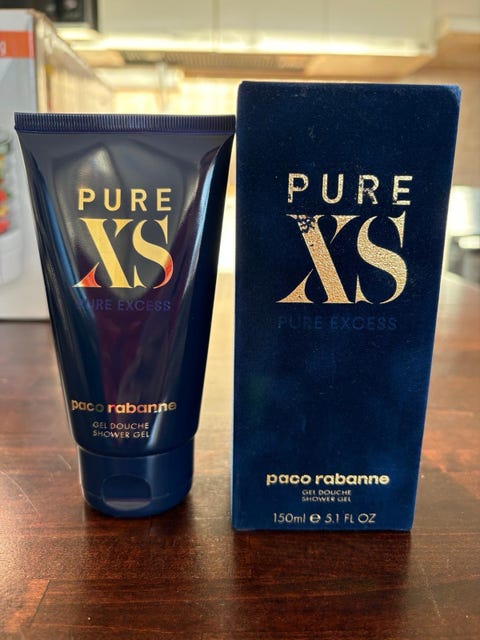 PURE
XS
PURE EXCESS
paco rabanne
GEL DOUCHE
SHOWER GEL
PURE
XS
PURE EXCESS
paco rabanne
GEL DOUCHE
SHOWER GEL
150ml ℮ 5.1 FL OZ